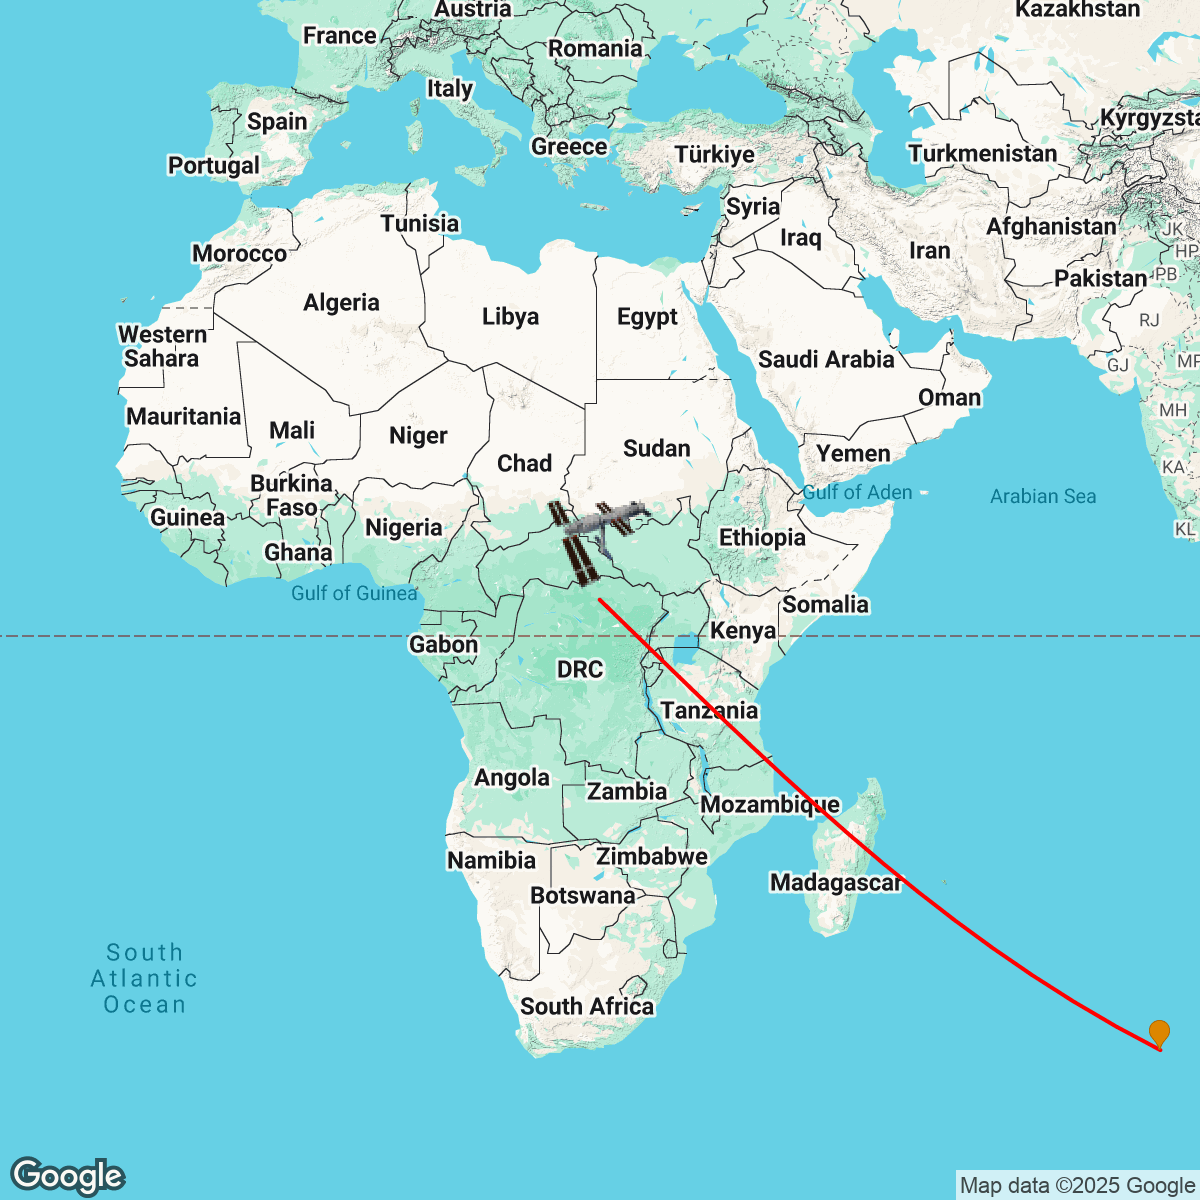 Austria
Kazakhstan
France
Romania
Italy
Kyrgyzsta
Spain
Greece
Türkiye
Turkmenistan
Portugal
Syria
Tunisia
Afghanistan
JK
Iraq
Iran
HP
Morocco
PB
Pakistan
Algeria
Libya
Egypt
RJ
Western
Sahara
Saudi Arabia
GJ
MP
Oman
Mauritania
MH
Mali
Niger
Sudan
Chad
Yemen
KA
Burkina
Faso
Gulf of Aden
Arabian Sea
Guinea
Nigeria
KL
Ethiopia
Ghana
Gulf of Guinea
Somalia
Kenya
Gabon
DRC
Tanzania
Angola
Zambia
Mozambique
Namibia
Zimbabwe
Madagascar
Botswana
South
Atlantic
Ocean
South Africa
Google
Map data ©2025 Google